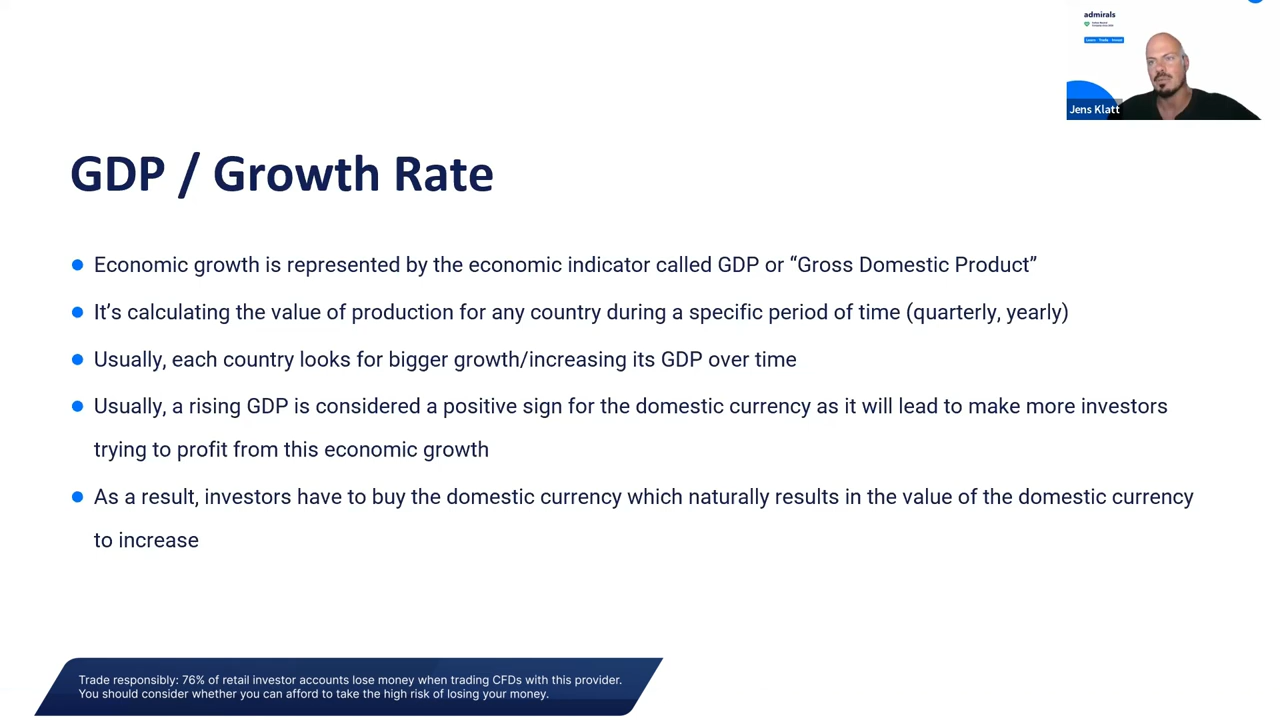 admirals
Jens Klatt
GDP / Growth Rate
Economic growth is represented by the economic indicator called GDP or “Gross Domestic Product”
It’s calculating the value of production for any country during a specific period of time (quarterly, yearly)
Usually, each country looks for bigger growth/increasing its GDP over time
Usually, a rising GDP is considered a positive sign for the domestic currency as it will lead to make more investors
trying to profit from this economic growth
As a result, investors have to buy the domestic currency which naturally results in the value of the domestic currency
to increase
Trade responsibly: 76% of retail investor accounts lose money when trading CFDs with this provider.
You should consider whether you can afford to take the high risk of losing your money.